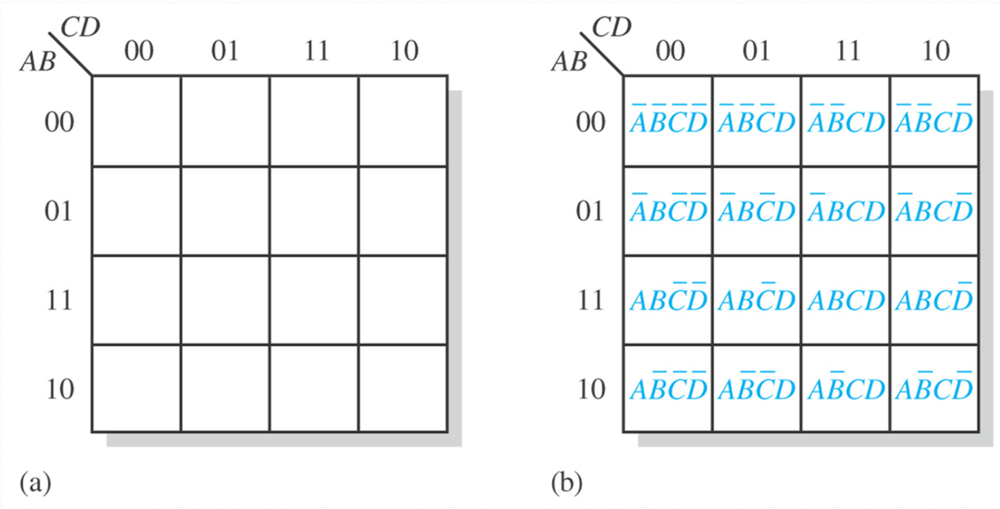 CD
AB 00 01 11 10
00
01
11
10
(a)
CD
AB 00 01 11 10
00 A̅B̅C̅D̅ A̅B̅C̅D A̅B̅CD A̅B̅CD̅
01 A̅BC̅D̅ A̅BC̅D A̅BCD A̅BCD̅
11 ABC̅D̅ ABC̅D ABCD ABCD̅
10 AB̅C̅D̅ AB̅C̅D AB̅CD AB̅CD̅
(b)